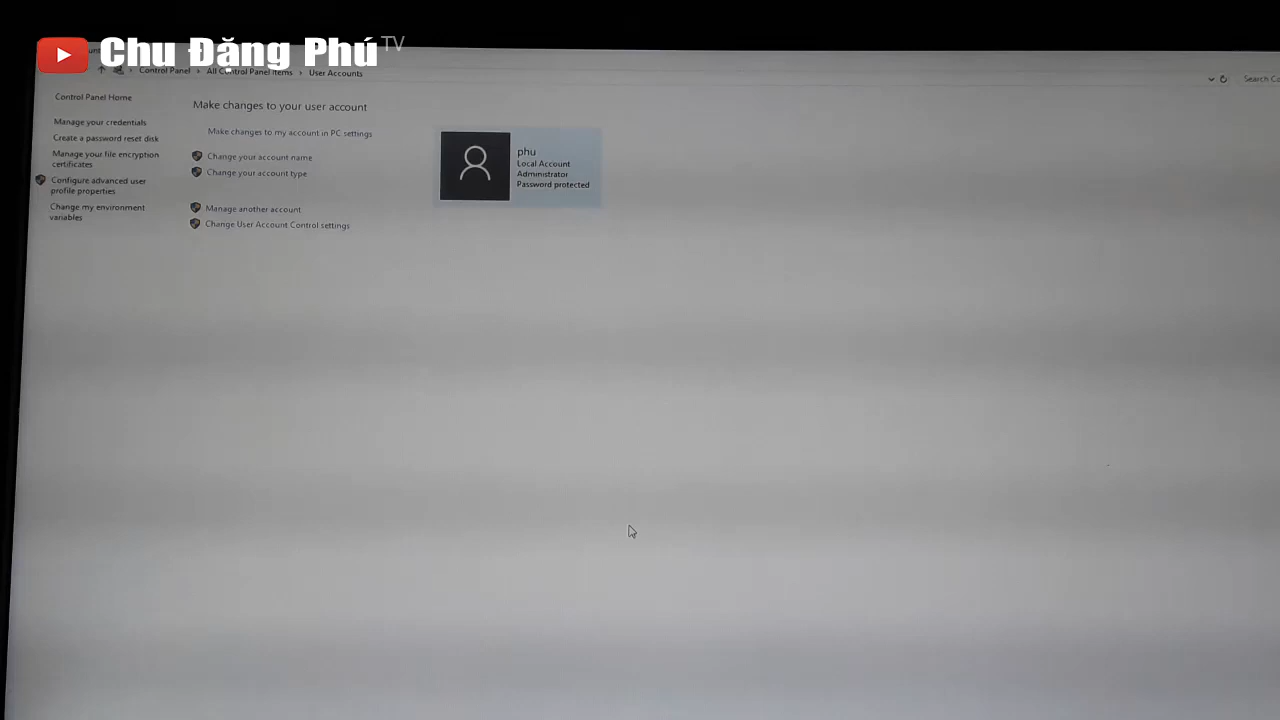 Chu Đặng Phú TV
Control Panel › All Control Panel Items › User Accounts
Control Panel Home
Manage your credentials
Create a password reset disk
Manage your file encryption
certificates
Configure advanced user
profile properties
Change my environment
variables
Make changes to your user account
Make changes to my account in PC settings
Change your account name
Change your account type
Manage another account
Change User Account Control settings
phu
Local Account
Administrator
Password protected
Search